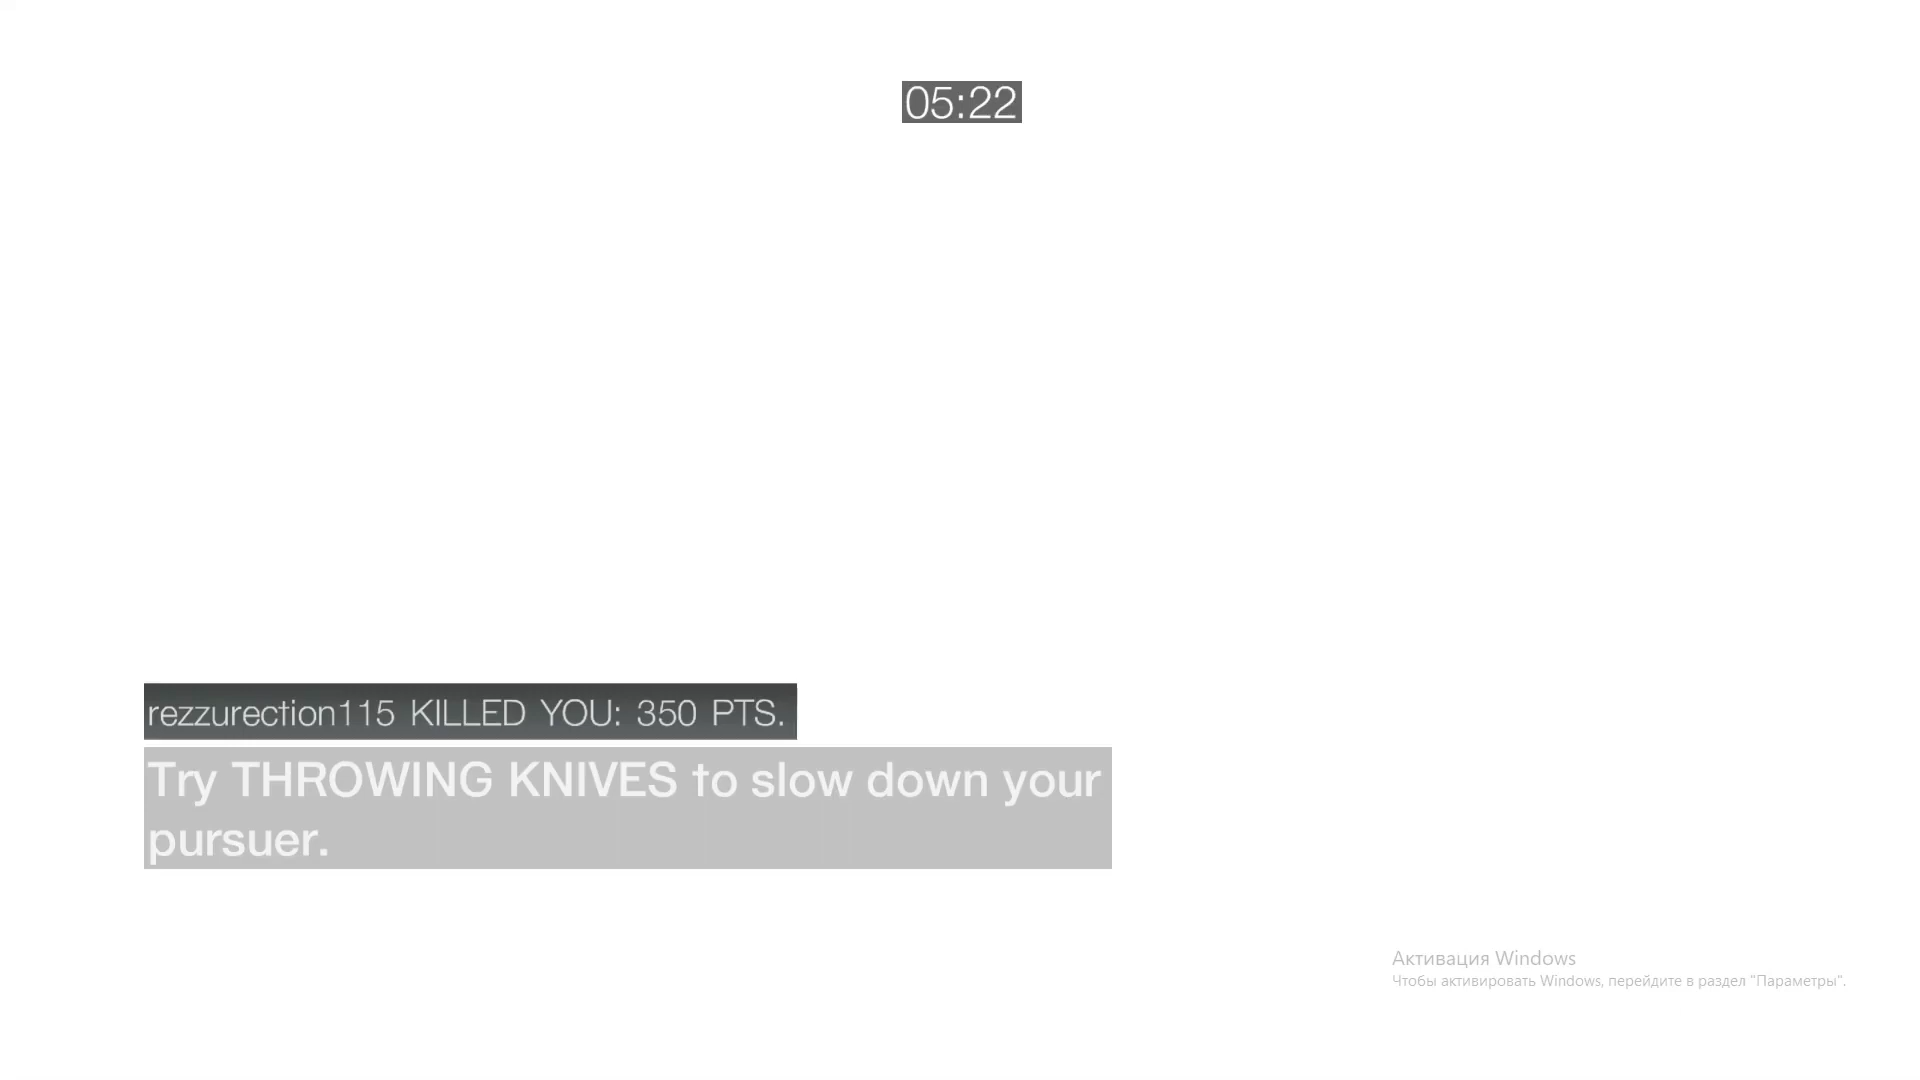 05:22
rezzurection115 KILLED YOU: 350 PTS.
Try THROWING KNIVES to slow down your
pursuer.
Активация Windows
Чтобы активировать Windows, перейдите в раздел "Параметры".